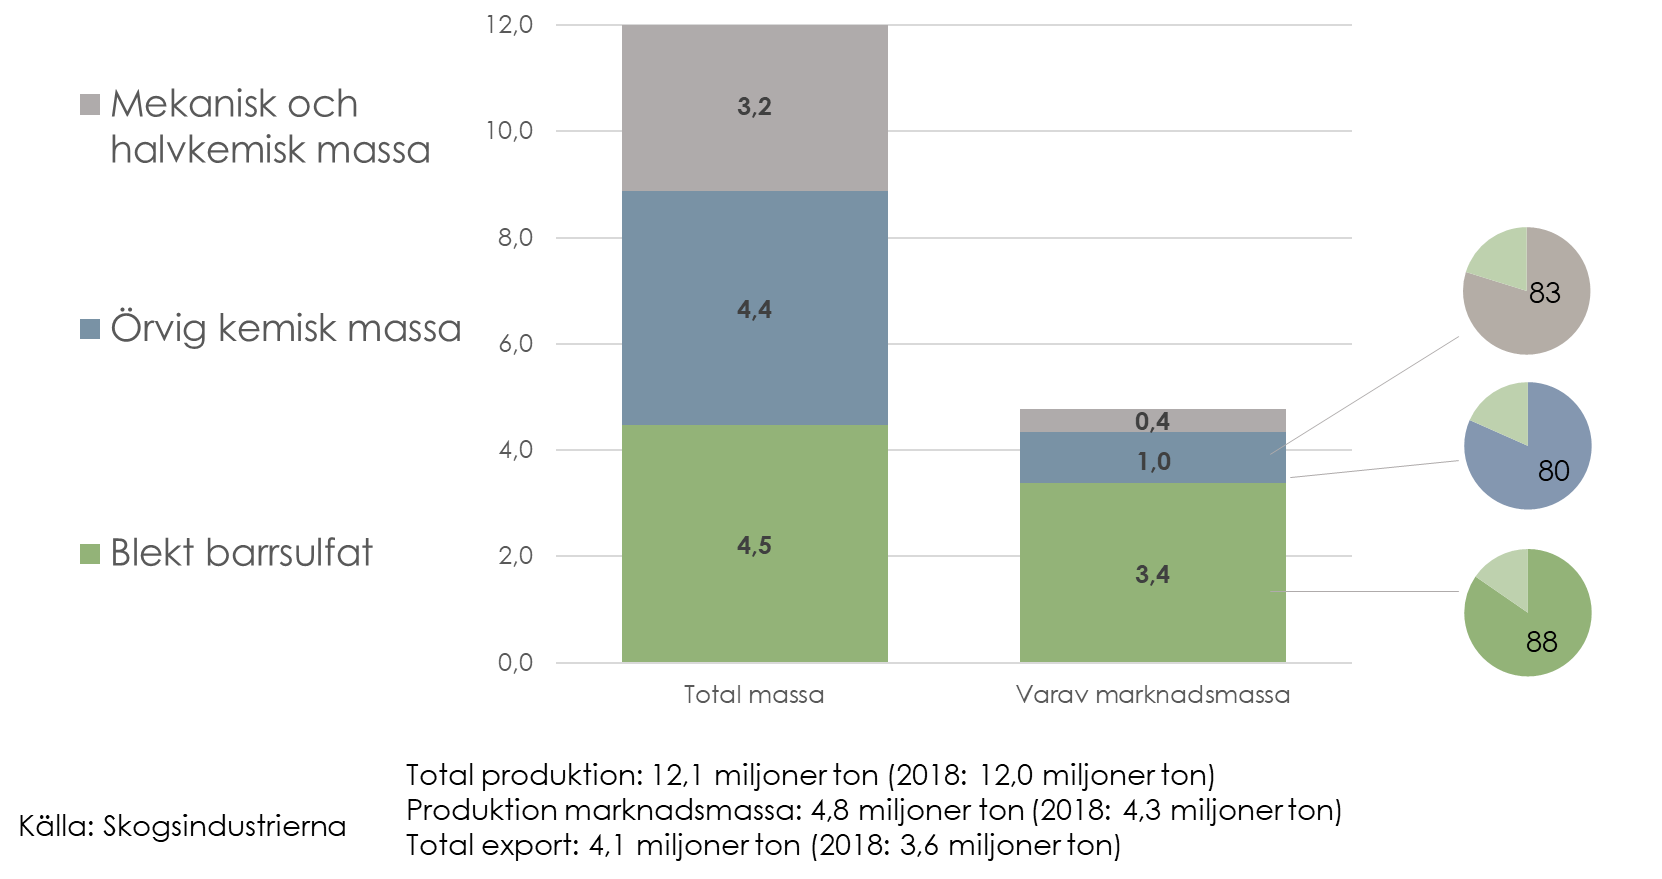 Mekanisk och
halvkemisk massa
Örvig kemisk massa
Blekt barrsulfat
12,0
10,0
8,0
6,0
4,0
2,0
0,0
3,2
4,4
4,5
0,4
1,0
3,4
Total massa
Varav marknadsmassa
83
80
88
Källa: Skogsindustrierna
Total produktion: 12,1 miljoner ton (2018: 12,0 miljoner ton)
Produktion marknadsmassa: 4,8 miljoner ton (2018: 4,3 miljoner ton)
Total export: 4,1 miljoner ton (2018: 3,6 miljoner ton)